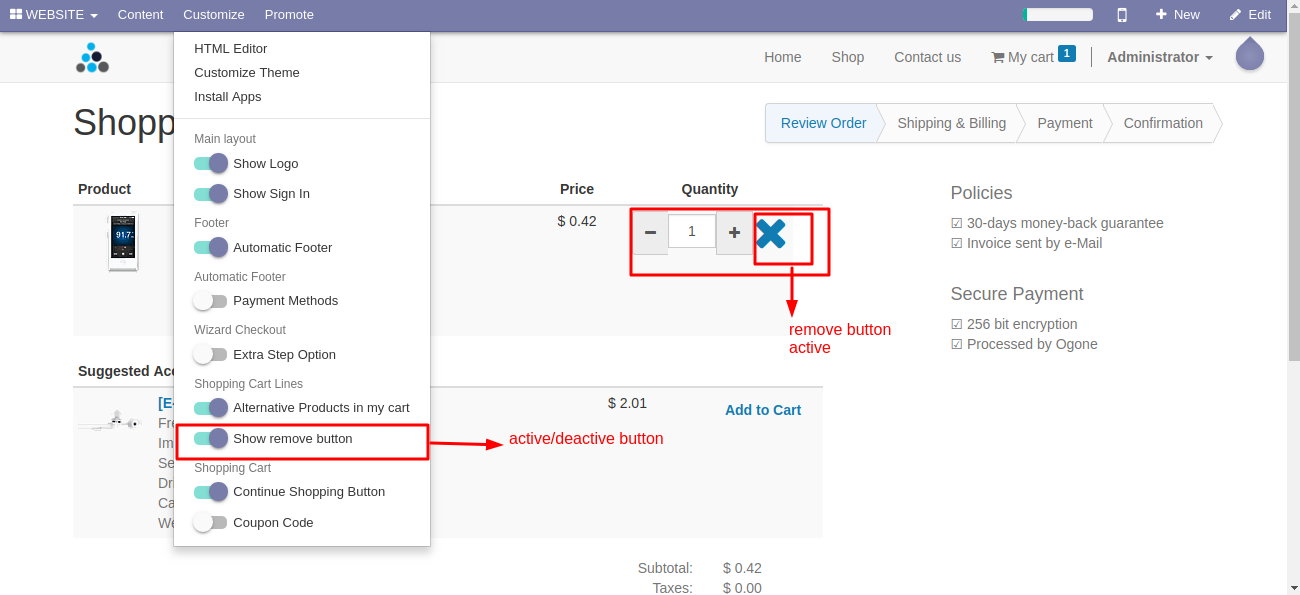 WEBSITE Content Customize Promote New Edit
HTML Editor
Customize Theme
Install Apps
Home Shop Contact us My cart 1 Administrator
Shopp
Review Order Shipping & Billing Payment Confirmation
Main layout
Show Logo
Show Sign In
Footer
Automatic Footer
Automatic Footer
Payment Methods
Wizard Checkout
Extra Step Option
Shopping Cart Lines
Alternative Products in my cart
Show remove button
Shopping Cart
Continue Shopping Button
Coupon Code
Product Price Quantity
91.7
$ 0.42 − 1 +
remove button
active
active/deactive button
Suggested Acc
[E-
Fre
Im
Se
Dr
Ca
We
$ 2.01 Add to Cart
Subtotal: $ 0.42
Taxes: $ 0.00
Policies
☑ 30-days money-back guarantee
☑ Invoice sent by e-Mail
Secure Payment
☑ 256 bit encryption
☑ Processed by Ogone